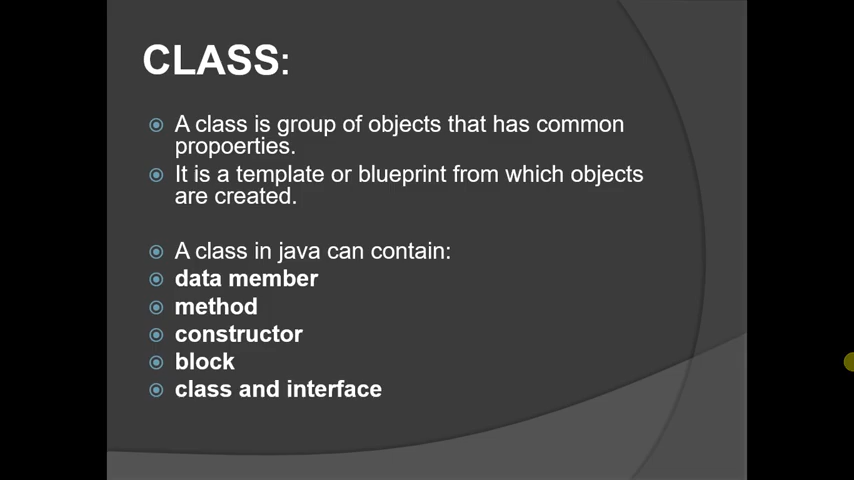 CLASS:
A class is group of objects that has common
propoerties.
It is a template or blueprint from which objects
are created.
A class in java can contain:
data member
method
constructor
block
class and interface